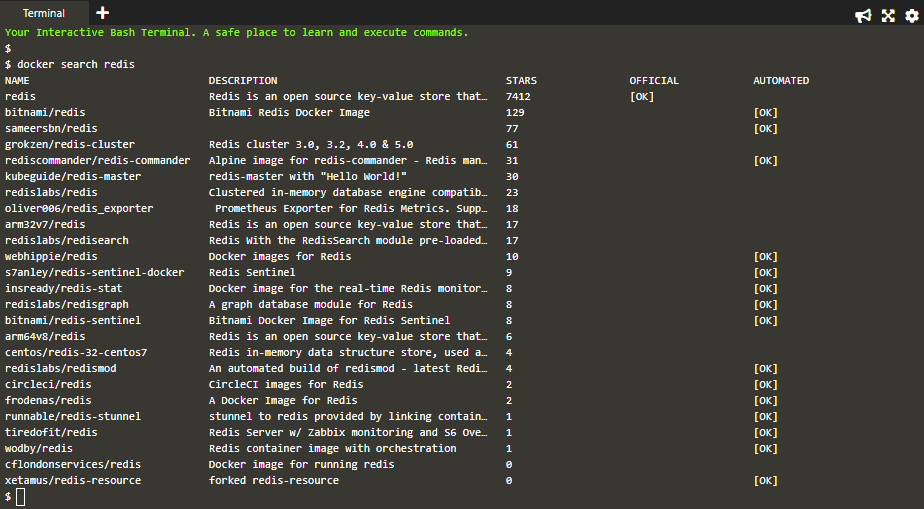 Terminal
Your Interactive Bash Terminal. A safe place to learn and execute commands.
$
$ docker search redis
NAME DESCRIPTION STARS OFFICIAL AUTOMATED
redis Redis is an open source key-value store that… 7412 [OK]
bitnami/redis Bitnami Redis Docker Image 129 [OK]
sameersbn/redis 77 [OK]
grokzen/redis-cluster Redis cluster 3.0, 3.2, 4.0 & 5.0 61
rediscommander/redis-commander Alpine image for redis-commander - Redis man… 31 [OK]
kubeguide/redis-master redis-master with "Hello World!" 30
redislabs/redis Clustered in-memory database engine compatib… 23
oliver006/redis_exporter Prometheus Exporter for Redis Metrics. Supp… 18
arm32v7/redis Redis is an open source key-value store that… 17
redislabs/redisearch Redis With the RedisSearch module pre-loaded… 17
webhippie/redis Docker images for Redis 10 [OK]
s7anley/redis-sentinel-docker Redis Sentinel 9 [OK]
insready/redis-stat Docker image for the real-time Redis monitor… 8 [OK]
redislabs/redisgraph A graph database module for Redis 8 [OK]
bitnami/redis-sentinel Bitnami Docker Image for Redis Sentinel 8 [OK]
arm64v8/redis Redis is an open source key-value store that… 6
centos/redis-32-centos7 Redis in-memory data structure store, used a… 4
redislabs/redismod An automated build of redismod - latest Redi… 4 [OK]
circleci/redis CircleCI images for Redis 2 [OK]
frodenas/redis A Docker Image for Redis 2 [OK]
runnable/redis-stunnel stunnel to redis provided by linking contain… 1 [OK]
tiredofit/redis Redis Server w/ Zabbix monitoring and S6 Ove… 1 [OK]
wodby/redis Redis container image with orchestration 1 [OK]
cflondonservices/redis Docker image for running redis 0
xetamus/redis-resource forked redis-resource 0 [OK]
$